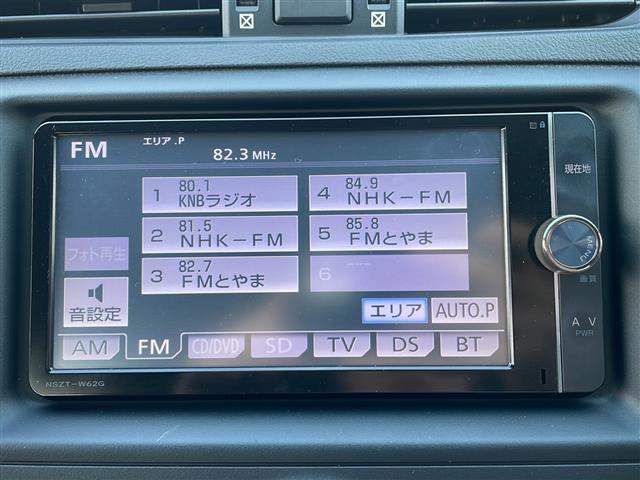 FM エリア.P
82.3 MHz
1 80.1 KNBラジオ
4 84.9 NHK-FM
2 81.5 NHK-FM
5 85.8 FMとやま
3 82.7 FMとやま
6
フォト再生
音設定
エリア AUTO.P
AM FM CD/DVD SD TV DS BT
NSZT-W62G
現在地
MENU
画質
A V
PWR